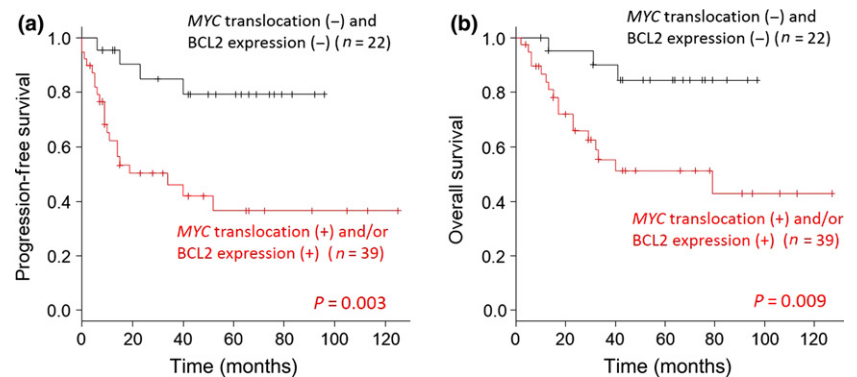 (a)
MYC translocation (–) and
BCL2 expression (–) (n = 22)
Progression-free survival
1.0
0.8
0.6
0.4
0.2
0.0
MYC translocation (+) and/or
BCL2 expression (+) (n = 39)
P = 0.003
0 20 40 60 80 100 120
Time (months)
(b)
MYC translocation (–) and
BCL2 expression (–) (n = 22)
Overall survival
1.0
0.8
0.6
0.4
0.2
0.0
MYC translocation (+) and/or
BCL2 expression (+) (n = 39)
P = 0.009
0 20 40 60 80 100 120
Time (months)